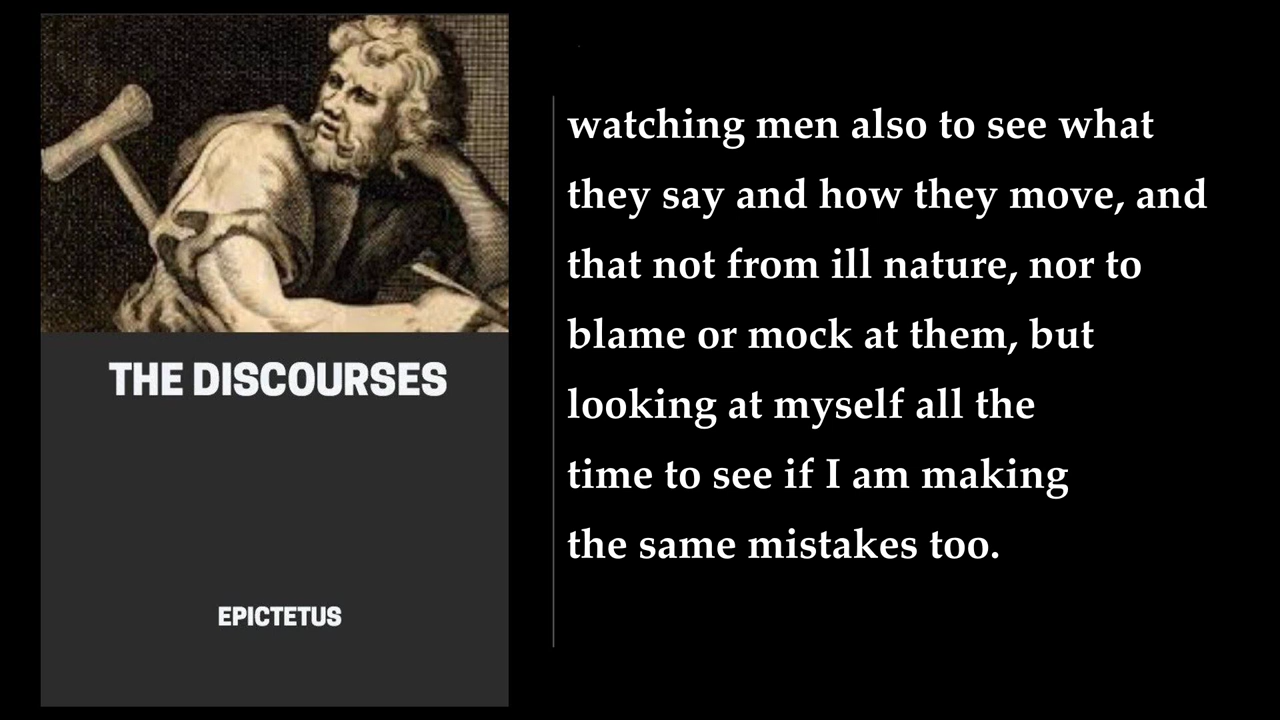 THE DISCOURSES
EPICTETUS
watching men also to see what
they say and how they move, and
that not from ill nature, nor to
blame or mock at them, but
looking at myself all the
time to see if I am making
the same mistakes too.